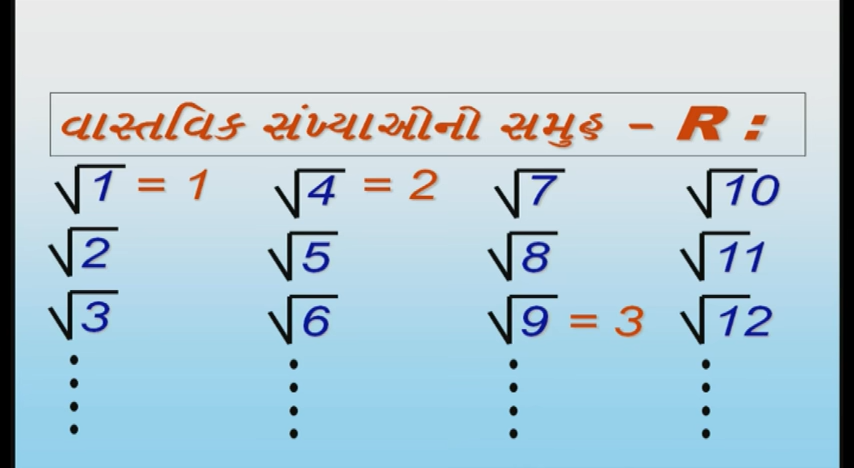 વાસ્તવિક સંખ્યાઓનો સમુહ – R :
√1 = 1 √4 = 2 √7 √10
√2 √5 √8 √11
√3 √6 √9 = 3 √12